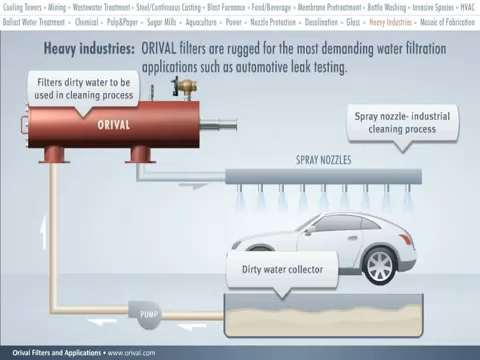 Cooling Towers • Mining • Wastewater Treatment • Steel/Continuous Casting • Blast Furenace • Food/Beverage • Membrane Pretreatment • Bottle Washing • Invasive Species • HVAC
Ballast Water Treatment • Chemical • Pulp&Paper • Sugar Mills • Aquaculture • Power • Nozzle Protection • Desalination • Glass • Heavy Industries • Mosaic of Fabrication
Heavy industries: ORIVAL filters are rugged for the most demanding water filtration
applications such as automotive leak testing.
Filters dirty water to be
used in cleaning process
ORIVAL
Spray nozzle- industrial
cleaning process
SPRAY NOZZLES
Dirty water collector
PUMP
Orival Filters and Applications • www.orival.com